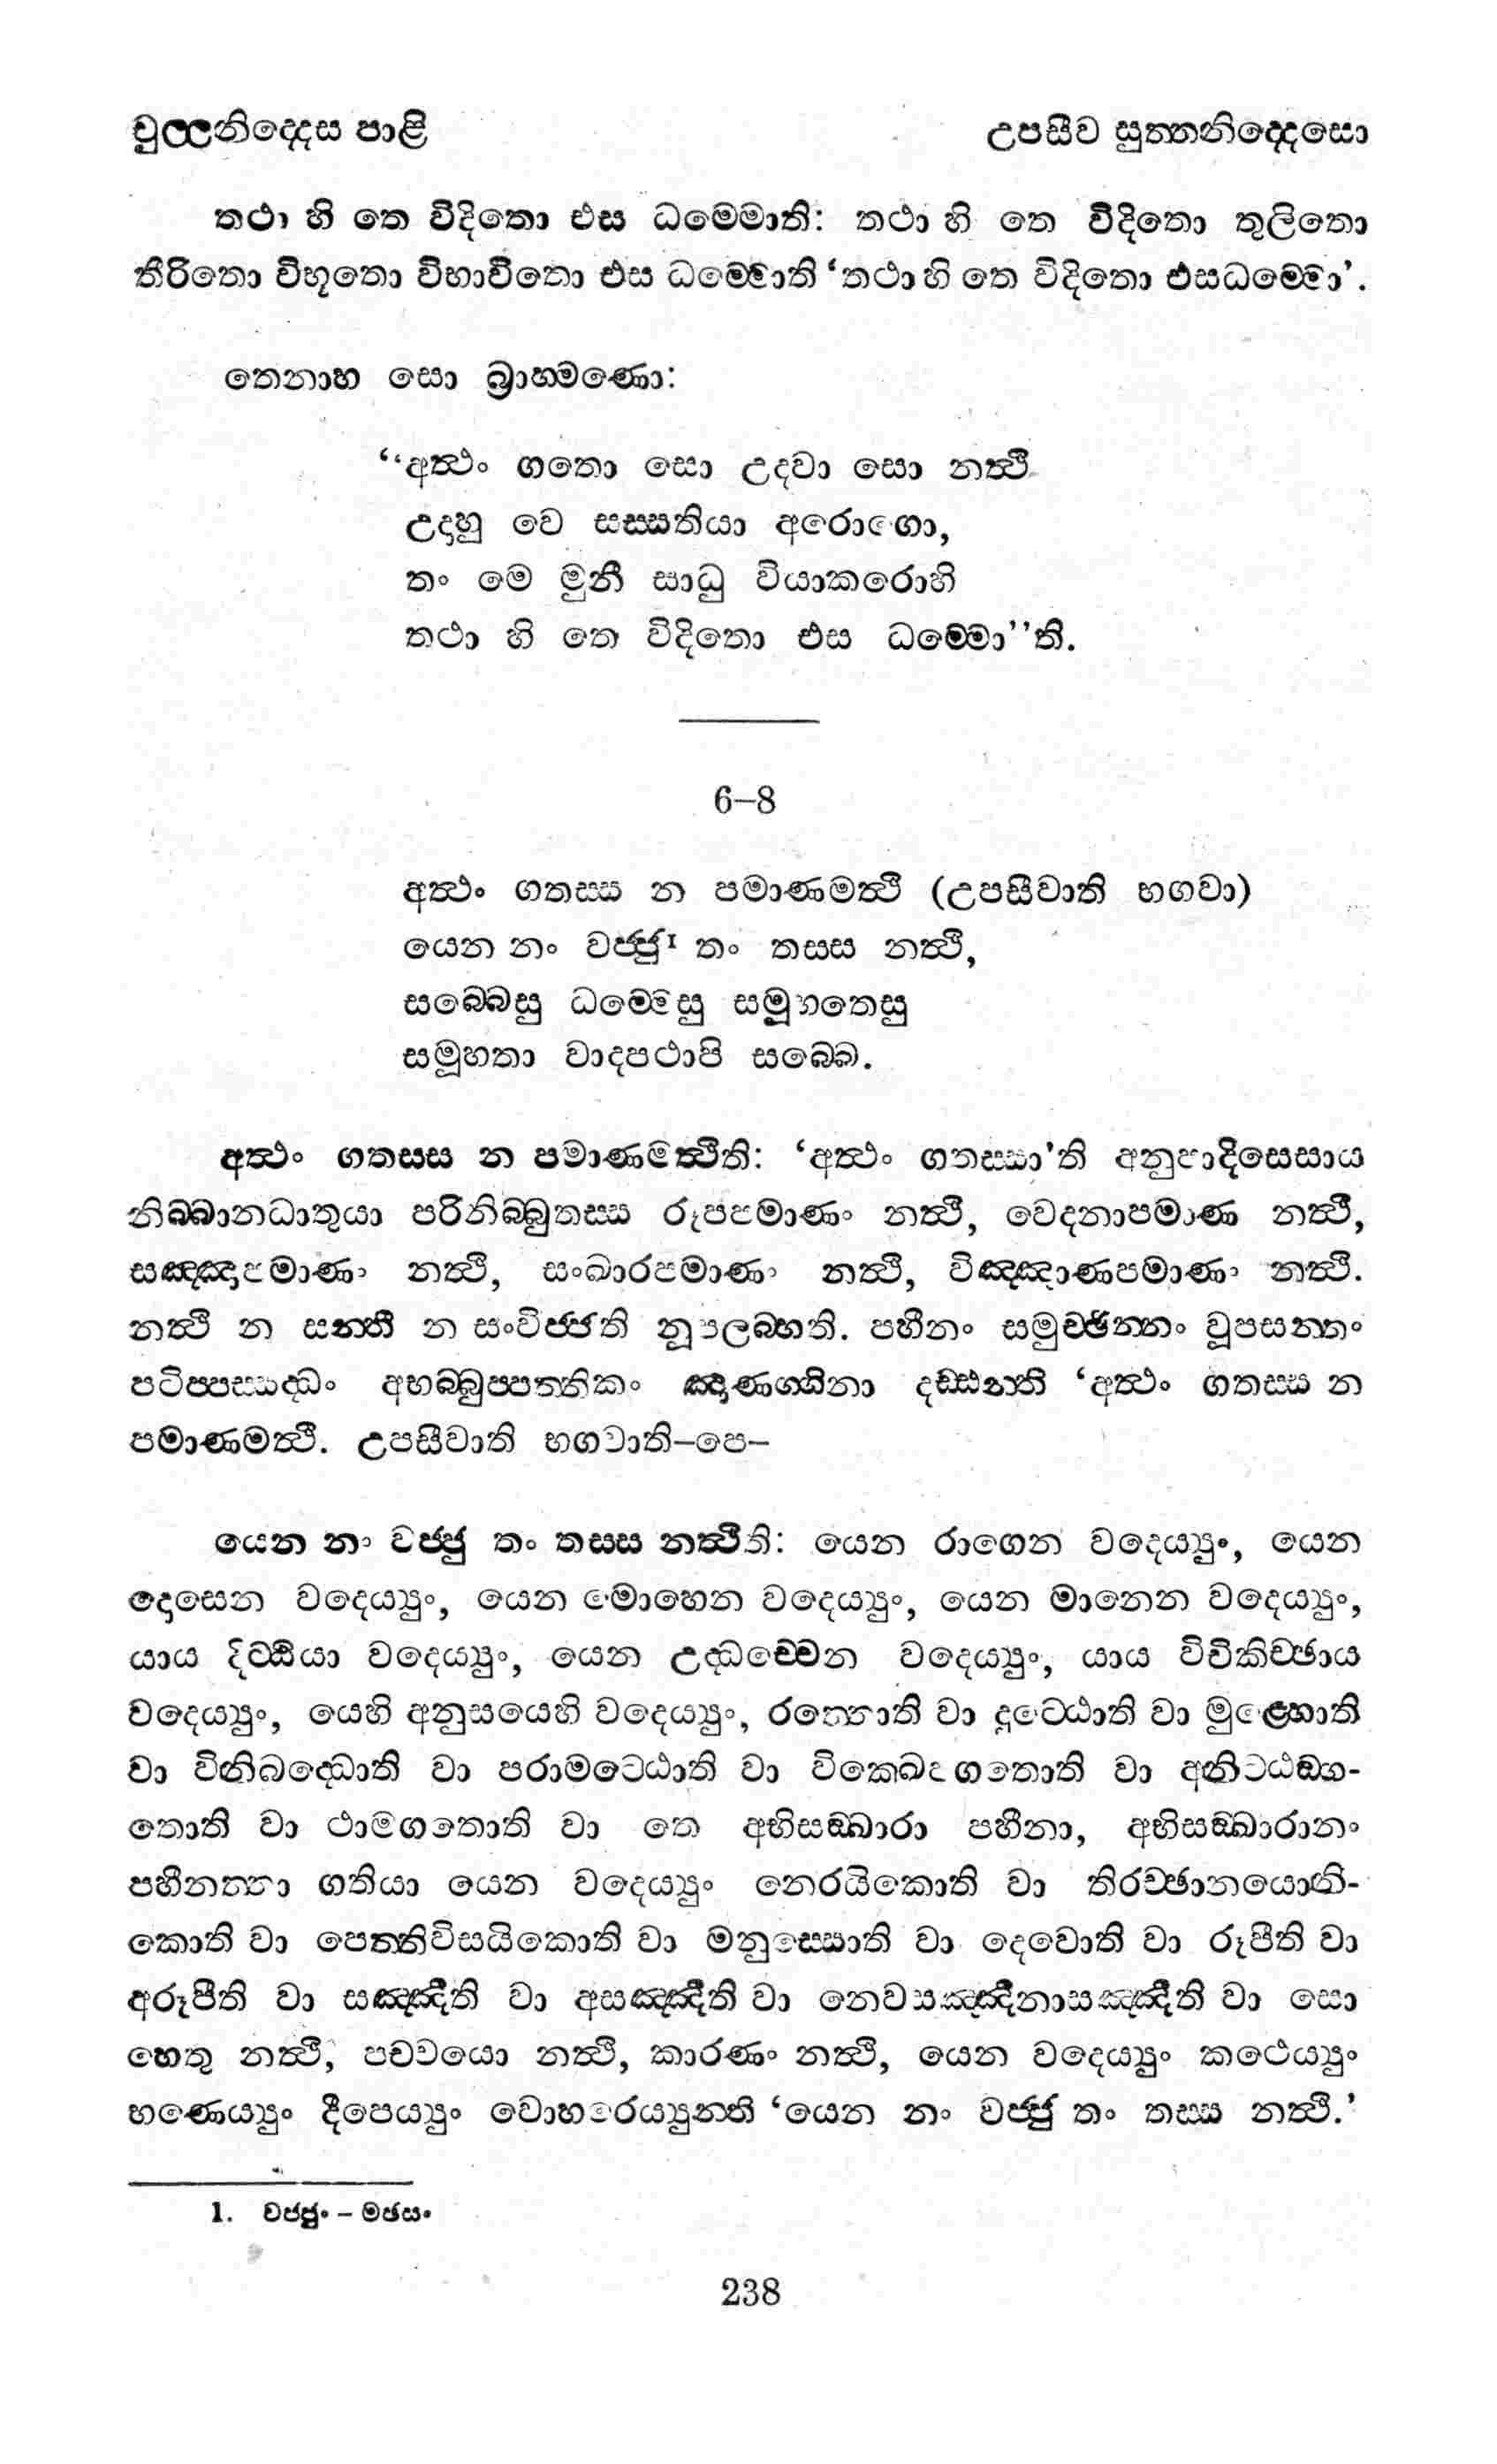 චුල්ලනිද්දෙස පාළි
උපසීව සුත්තනිද්දෙසො
තථා හි තෙ විදිතො එස ධම්මොති: තථා හි තෙ විදිතො තුලිතො
තීරිතො විභූතො විභාවිතො එස ධම්මොති ‘තථා හි තෙ විදිතො එසධම්මො’.
තෙනාහ සො බ්‍රාහ්මණො:
“අත්ථං ගතො සො උදවා සො නත්ථි
උදාහු වෙ සස්සතියා අරොගො,
තං මෙ මුනී සාධු වියාකරොහි
තථා හි තෙ විදිතො එස ධම්මො”ති.
6–8
අත්ථං ගතස්ස න පමාණමත්ථි (උපසීවාති භගවා)
යෙන නං වජ්ජු¹ තං තස්ස නත්ථි,
සබ්බෙසු ධම්මෙසු සමූහතෙසු
සමූහතා වාදපථාපි සබ්බෙ.
අත්ථං ගතස්ස න පමාණමත්ථීති: ‘අත්ථං ගතස්සා’ති අනුපාදිසෙසාය
නිබ්බානධාතුයා පරිනිබ්බුතස්ස රූපපමාණං නත්ථි, වෙදනාපමාණ නත්ථි,
සඤ්ඤාපමාණං නත්ථි, සංඛාරපමාණං නත්ථි, විඤ්ඤාණපමාණං නත්ථි.
නත්ථි න සන්ති න සංවිජ්ජති නූපලබ්භති. පහීනං සමුච්ඡින්නං වූපසන්තං
පටිප්පස්සද්ධං අභබ්බුප්පත්තිකං ඤාණග්ගිනා දඩ්ඪන්ති ‘අත්ථං ගතස්ස න
පමාණමත්ථි. උපසීවාති භගවාති–පෙ–
යෙන නං වජ්ජු තං තස්ස නත්ථීති: යෙන රාගෙන වදෙය්‍යුං, යෙන
දොසෙන වදෙය්‍යුං, යෙන මොහෙන වදෙය්‍යුං, යෙන මානෙන වදෙය්‍යුං,
යාය දිට්ඨියා වදෙය්‍යුං, යෙන උද්ධච්චෙන වදෙය්‍යුං, යාය විචිකිච්ඡාය
වදෙය්‍යුං, යෙහි අනුසයෙහි වදෙය්‍යුං, රත්තොති වා දුට්ඨොති වා මුළ්හොති
වා විනිබද්ධොති වා පරාමට්ඨොති වා වික්ඛෙපගතොති වා අනිට්ඨඞ්ග-
තොති වා ථාමගතොති වා තෙ අභිසඞ්ඛාරා පහීනා, අභිසඞ්ඛාරානං
පහීනත්තා ගතියා යෙන වදෙය්‍යුං නෙරයිකොති වා තිරච්ඡානයොනි-
කොති වා පෙත්තිවිසයිකොති වා මනුස්සොති වා දෙවොති වා රූපීති වා
අරූපීති වා සඤ්ඤීති වා අසඤ්ඤීති වා නෙවසඤ්ඤීනාසඤ්ඤීති වා සො
හෙතු නත්ථි, පච්චයො නත්ථි, කාරණං නත්ථි, යෙන වදෙය්‍යුං කථෙය්‍යුං
භණෙය්‍යුං දීපෙය්‍යුං වොහරෙය්‍යුන්ති ‘යෙන නං වජ්ජු තං තස්ස නත්ථි.’
1. වජ්ජුං – මඡසං
238